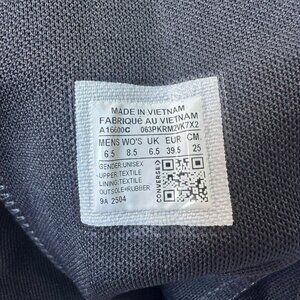 MADE IN VIETNAM
FABRIQUÉ AU VIETNAM
A16600C 063PKRM2VK7X2
MENS WO'S UK EUR CM
6.5 8.5 6.5 39.5 25
GENDER:UNISEX
UPPER:TEXTILE
LINING:TEXTILE
OUTSOLE:RUBBER
9A 2504
CONVERSE